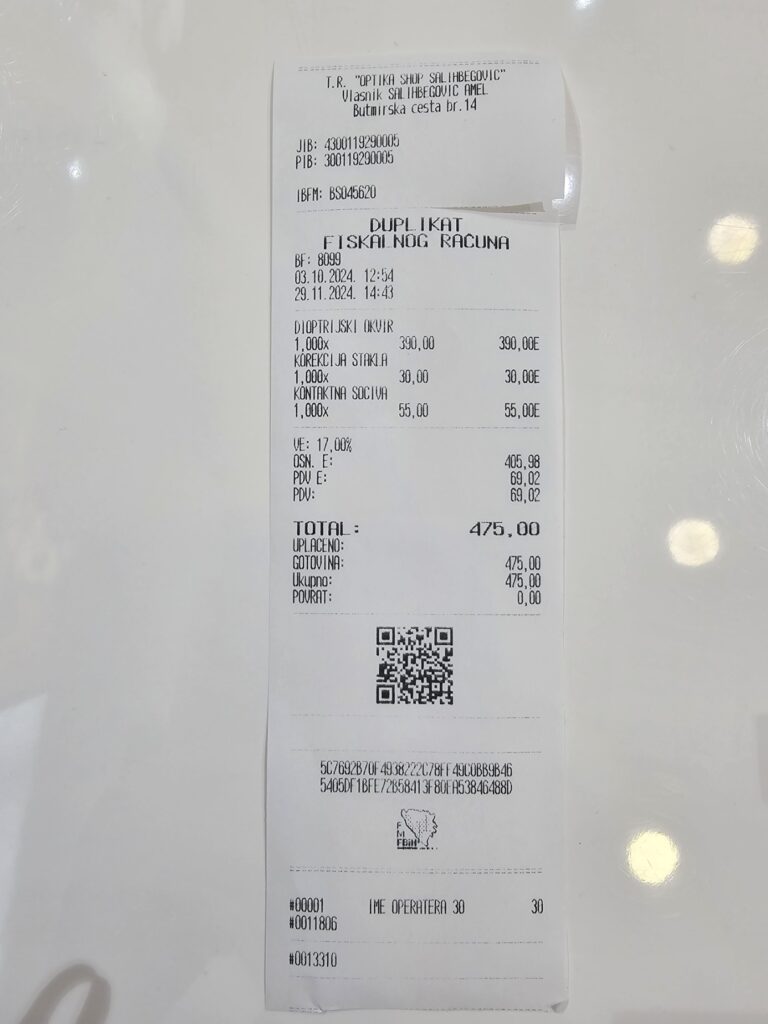 T.R. "OPTIKA SHOP SALIHBEGOVIC"
Vlasnik SALIHBEGOVIC AMEL
Butmirska cesta br.14
JIB: 4300119290005
PIB: 300119290005
IBFM: BS045620
DUPLIKAT
FISKALNOG RAČUNA
BF: 8099
03.10.2024. 12:54
29.11.2024. 14:43
DIOPTRIJSKI OKVIR
1,000x 390,00 390,00E
KOREKCIJA STAKLA
1,000x 30,00 30,00E
KONTAKTNA SOCIVA
1,000x 55,00 55,00E
VE: 17,00%
OSN. E: 405,98
PDV E: 69,02
PDV: 69,02
TOTAL: 475,00
UPLAĆENO:
GOTOVINA: 475,00
Ukupno: 475,00
POVRAT: 0,00
5C7692B70F4938222C78FF49C0BB9B46
5405DF1BFE72B58413F80FA53846488D
FM
FBiH
#00001 IME OPERATERA 30 30
#0011806
#0013310